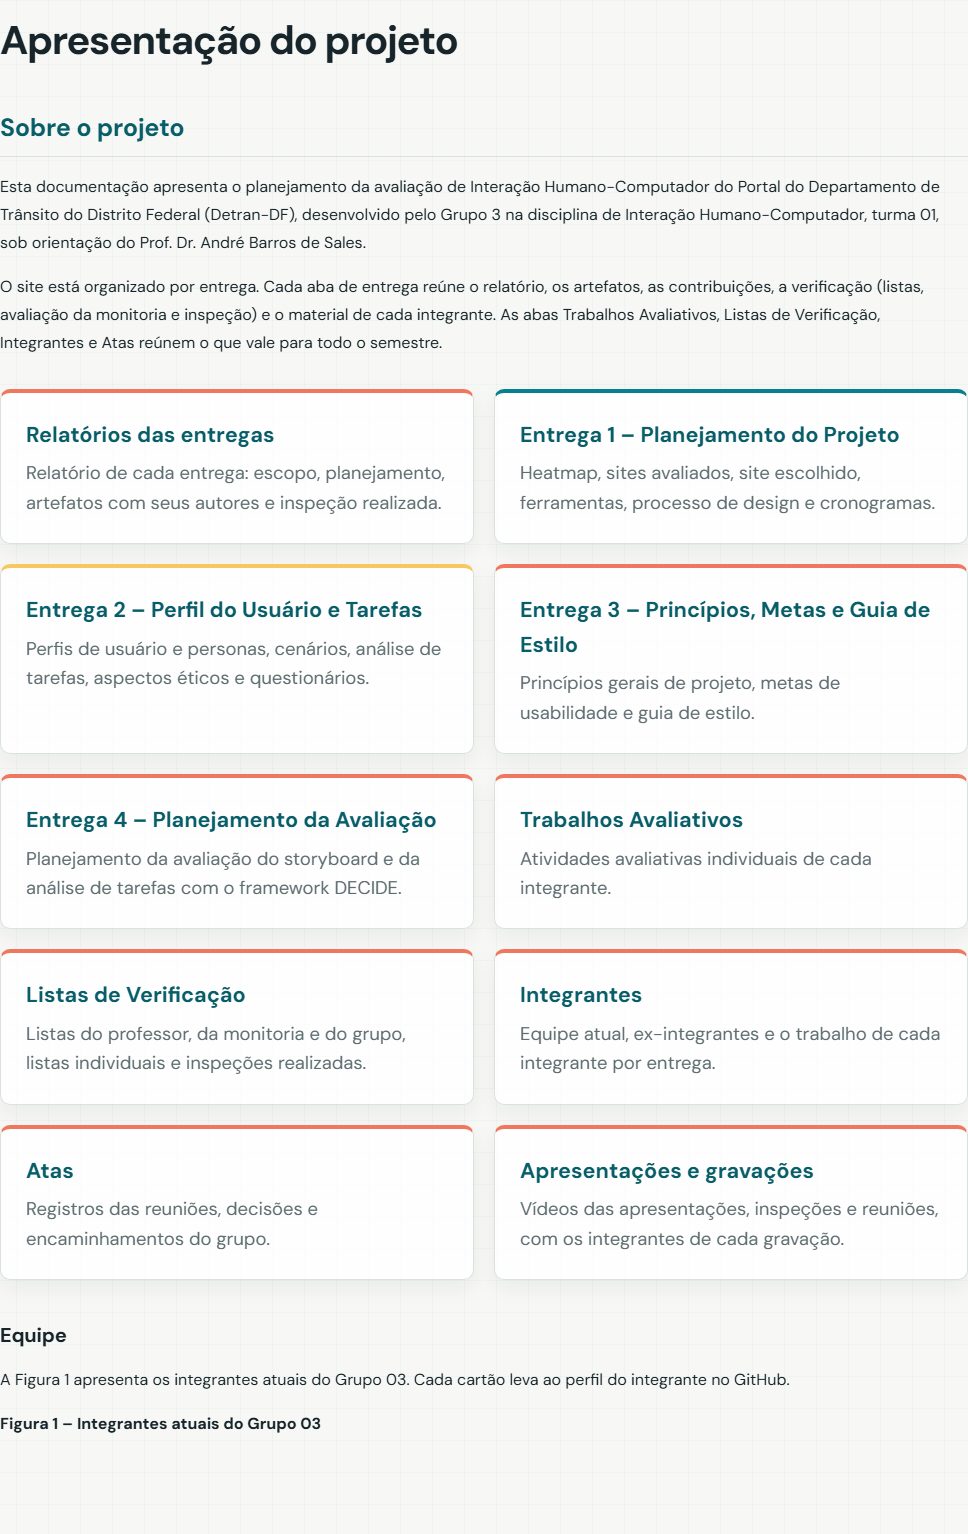 Apresentação do projeto
Sobre o projeto
Esta documentação apresenta o planejamento da avaliação de Interação Humano-Computador do Portal do Departamento de
Trânsito do Distrito Federal (Detran-DF), desenvolvido pelo Grupo 3 na disciplina de Interação Humano-Computador, turma 01,
sob orientação do Prof. Dr. André Barros de Sales.
O site está organizado por entrega. Cada aba de entrega reúne o relatório, os artefatos, as contribuições, a verificação (listas,
avaliação da monitoria e inspeção) e o material de cada integrante. As abas Trabalhos Avaliativos, Listas de Verificação,
Integrantes e Atas reúnem o que vale para todo o semestre.
Relatórios das entregas
Relatório de cada entrega: escopo, planejamento,
artefatos com seus autores e inspeção realizada.
Entrega 1 – Planejamento do Projeto
Heatmap, sites avaliados, site escolhido,
ferramentas, processo de design e cronogramas.
Entrega 2 – Perfil do Usuário e Tarefas
Perfis de usuário e personas, cenários, análise de
tarefas, aspectos éticos e questionários.
Entrega 3 – Princípios, Metas e Guia de
Estilo
Princípios gerais de projeto, metas de
usabilidade e guia de estilo.
Entrega 4 – Planejamento da Avaliação
Planejamento da avaliação do storyboard e da
análise de tarefas com o framework DECIDE.
Trabalhos Avaliativos
Atividades avaliativas individuais de cada
integrante.
Listas de Verificação
Listas do professor, da monitoria e do grupo,
listas individuais e inspeções realizadas.
Integrantes
Equipe atual, ex-integrantes e o trabalho de cada
integrante por entrega.
Atas
Registros das reuniões, decisões e
encaminhamentos do grupo.
Apresentações e gravações
Vídeos das apresentações, inspeções e reuniões,
com os integrantes de cada gravação.
Equipe
A Figura 1 apresenta os integrantes atuais do Grupo 03. Cada cartão leva ao perfil do integrante no GitHub.
Figura 1 – Integrantes atuais do Grupo 03